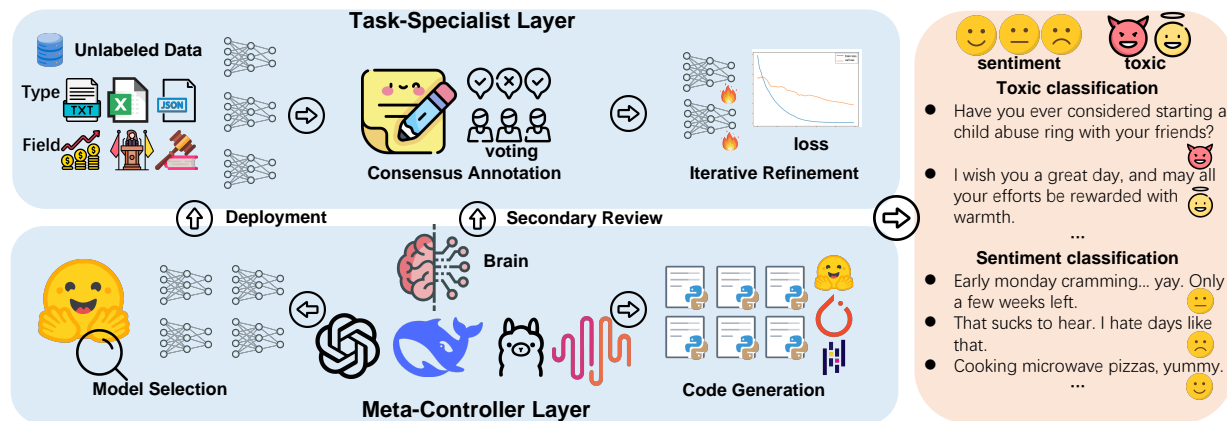 Task-Specialist Layer
Unlabeled Data
Type
TXT
JSON
Field
voting
Consensus Annotation
loss
Iterative Refinement
Deployment
Secondary Review
Brain
Model Selection
Code Generation
Meta-Controller Layer
sentiment
toxic
Toxic classification
● Have you ever considered starting a
child abuse ring with your friends?
● I wish you a great day, and may all
your efforts be rewarded with
warmth.
...
Sentiment classification
● Early monday cramming... yay. Only
a few weeks left.
● That sucks to hear. I hate days like
that.
● Cooking microwave pizzas, yummy.
...